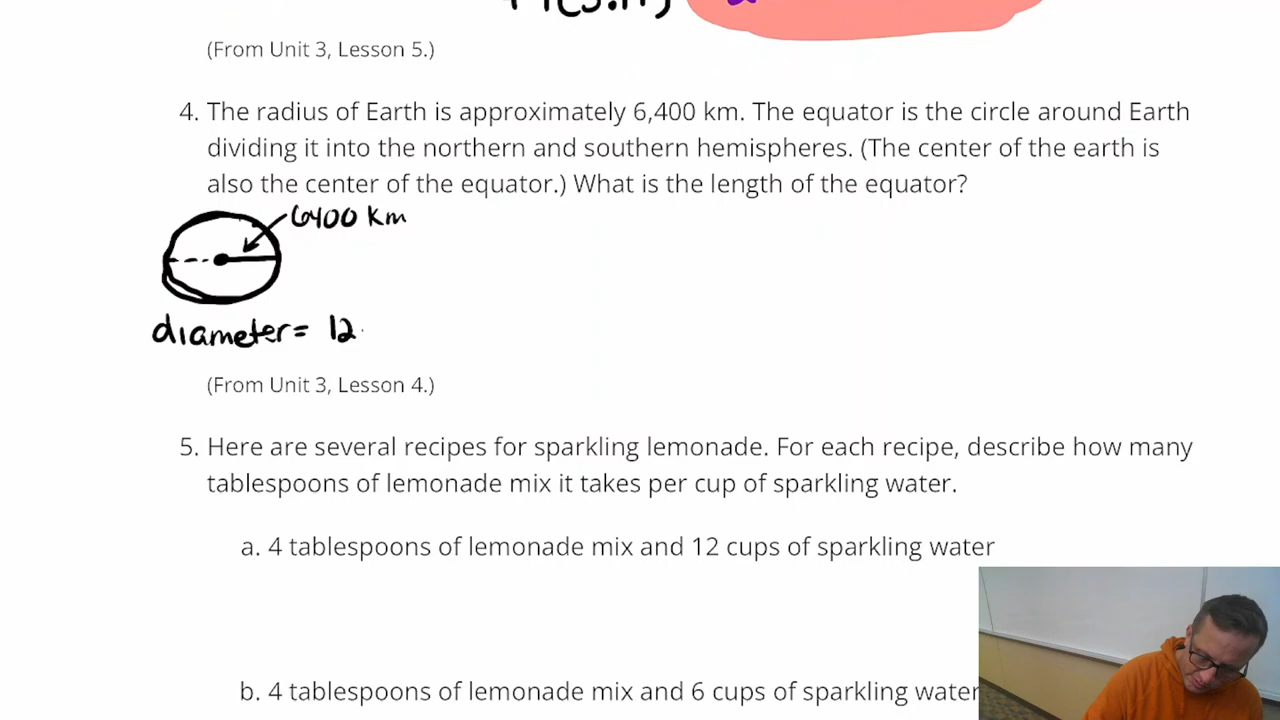 (From Unit 3, Lesson 5.)
4. The radius of Earth is approximately 6,400 km. The equator is the circle around Earth
dividing it into the northern and southern hemispheres. (The center of the earth is
also the center of the equator.) What is the length of the equator?
6400 km
diameter= 12
(From Unit 3, Lesson 4.)
5. Here are several recipes for sparkling lemonade. For each recipe, describe how many
tablespoons of lemonade mix it takes per cup of sparkling water.
a. 4 tablespoons of lemonade mix and 12 cups of sparkling water
b. 4 tablespoons of lemonade mix and 6 cups of sparkling water